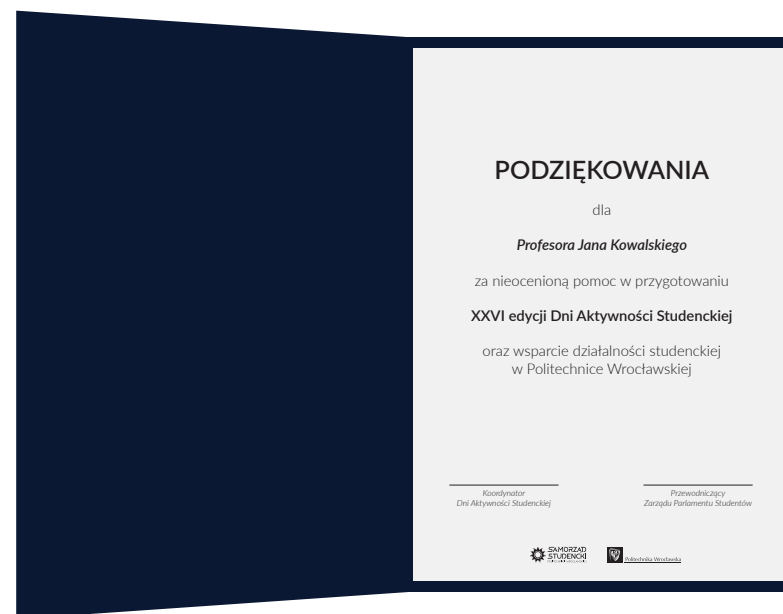 PODZIĘKOWANIA
dla
Profesora Jana Kowalskiego
za nieocenioną pomoc w przygotowaniu
XXVI edycji Dni Aktywności Studenckiej
oraz wsparcie działalności studenckiej
w Politechnice Wrocławskiej
Koordynator
Dni Aktywności Studenckiej
Przewodniczący
Zarządu Parlamentu Studentów
SAMORZĄD
STUDENCKI
Politechnika Wrocławska